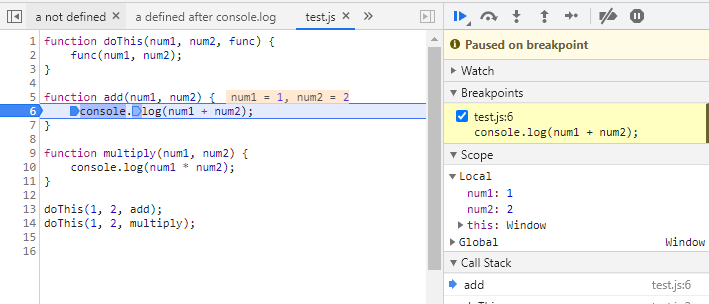 a not defined
a defined after console.log
test.js ×
1 function doThis(num1, num2, func) {
2 func(num1, num2);
3 }
4
5 function add(num1, num2) { num1 = 1, num2 = 2
6 console.log(num1 + num2);
7 }
8
9 function multiply(num1, num2) {
10 console.log(num1 * num2);
11 }
12
13 doThis(1, 2, add);
14 doThis(1, 2, multiply);
15
16
Paused on breakpoint
Watch
Breakpoints
test.js:6
console.log(num1 + num2);
Scope
Local
num1: 1
num2: 2
this: Window
Global Window
Call Stack
add test.js:6